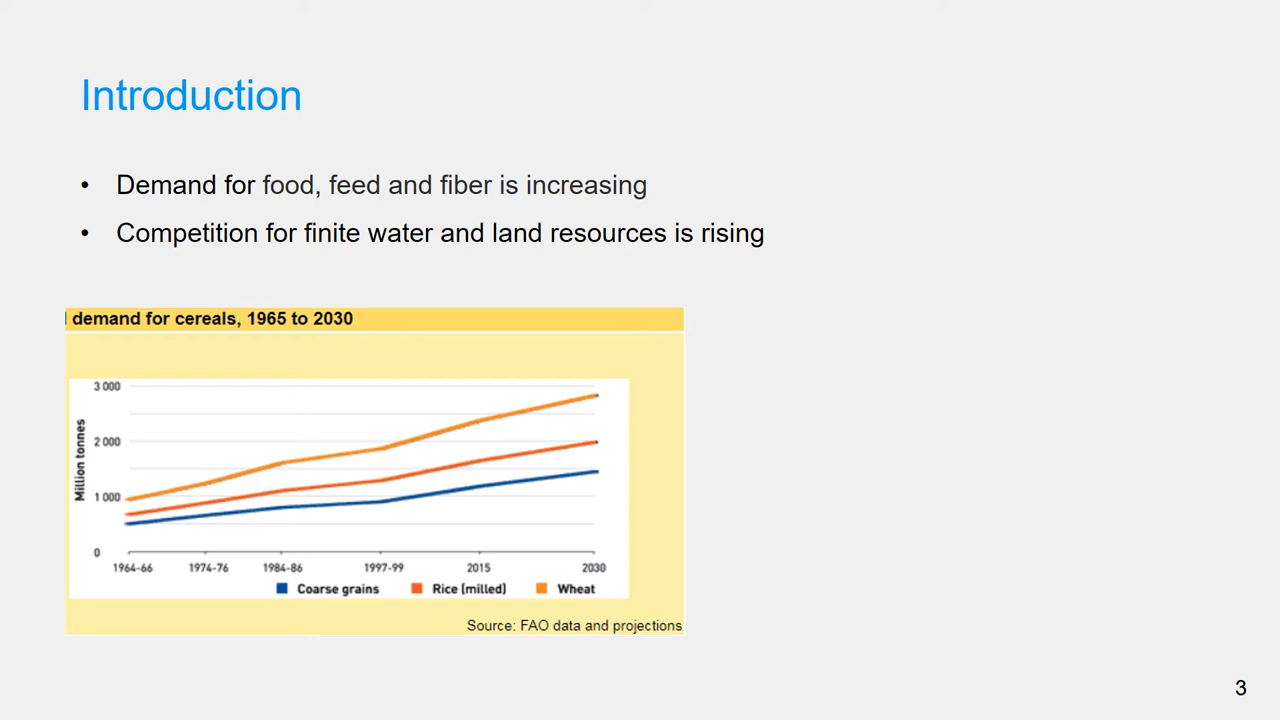 Introduction
• Demand for food, feed and fiber is increasing
• Competition for finite water and land resources is rising
demand for cereals, 1965 to 2030
3 000
2 000
1 000
0
Million tonnes
1964-66 1974-76 1984-86 1997-99 2015 2030
Coarse grains Rice (milled) Wheat
Source: FAO data and projections
3